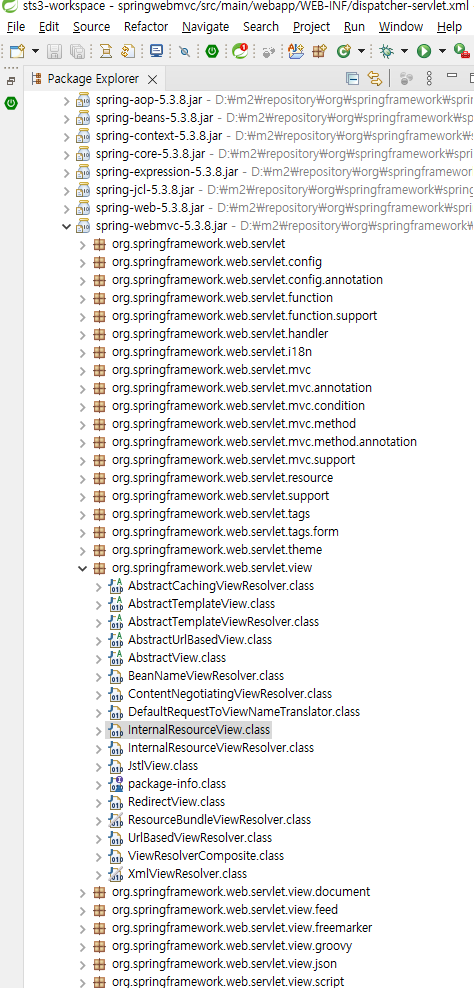 sts3-workspace - springwebmvc/src/main/webapp/WEB-INF/dispatcher-servlet.xml
File Edit Source Refactor Navigate Search Project Run Window Help
Package Explorer
spring-aop-5.3.8.jar - D:₩m2₩repository₩org₩springframework₩spri
spring-beans-5.3.8.jar - D:₩m2₩repository₩org₩springframework₩sp
spring-context-5.3.8.jar - D:₩m2₩repository₩org₩springframework₩
spring-core-5.3.8.jar - D:₩m2₩repository₩org₩springframework₩spr
spring-expression-5.3.8.jar - D:₩m2₩repository₩org₩springframewor
spring-jcl-5.3.8.jar - D:₩m2₩repository₩org₩springframework₩sprin
spring-web-5.3.8.jar - D:₩m2₩repository₩org₩springframework₩spr
spring-webmvc-5.3.8.jar - D:₩m2₩repository₩org₩springframework₩
org.springframework.web.servlet
org.springframework.web.servlet.config
org.springframework.web.servlet.config.annotation
org.springframework.web.servlet.function
org.springframework.web.servlet.function.support
org.springframework.web.servlet.handler
org.springframework.web.servlet.i18n
org.springframework.web.servlet.mvc
org.springframework.web.servlet.mvc.annotation
org.springframework.web.servlet.mvc.condition
org.springframework.web.servlet.mvc.method
org.springframework.web.servlet.mvc.method.annotation
org.springframework.web.servlet.mvc.support
org.springframework.web.servlet.resource
org.springframework.web.servlet.support
org.springframework.web.servlet.tags
org.springframework.web.servlet.tags.form
org.springframework.web.servlet.theme
org.springframework.web.servlet.view
AbstractCachingViewResolver.class
AbstractTemplateView.class
AbstractTemplateViewResolver.class
AbstractUrlBasedView.class
AbstractView.class
BeanNameViewResolver.class
ContentNegotiatingViewResolver.class
DefaultRequestToViewNameTranslator.class
InternalResourceView.class
InternalResourceViewResolver.class
JstlView.class
package-info.class
RedirectView.class
ResourceBundleViewResolver.class
UrlBasedViewResolver.class
ViewResolverComposite.class
XmlViewResolver.class
org.springframework.web.servlet.view.document
org.springframework.web.servlet.view.feed
org.springframework.web.servlet.view.freemarker
org.springframework.web.servlet.view.groovy
org.springframework.web.servlet.view.json
org.springframework.web.servlet.view.script